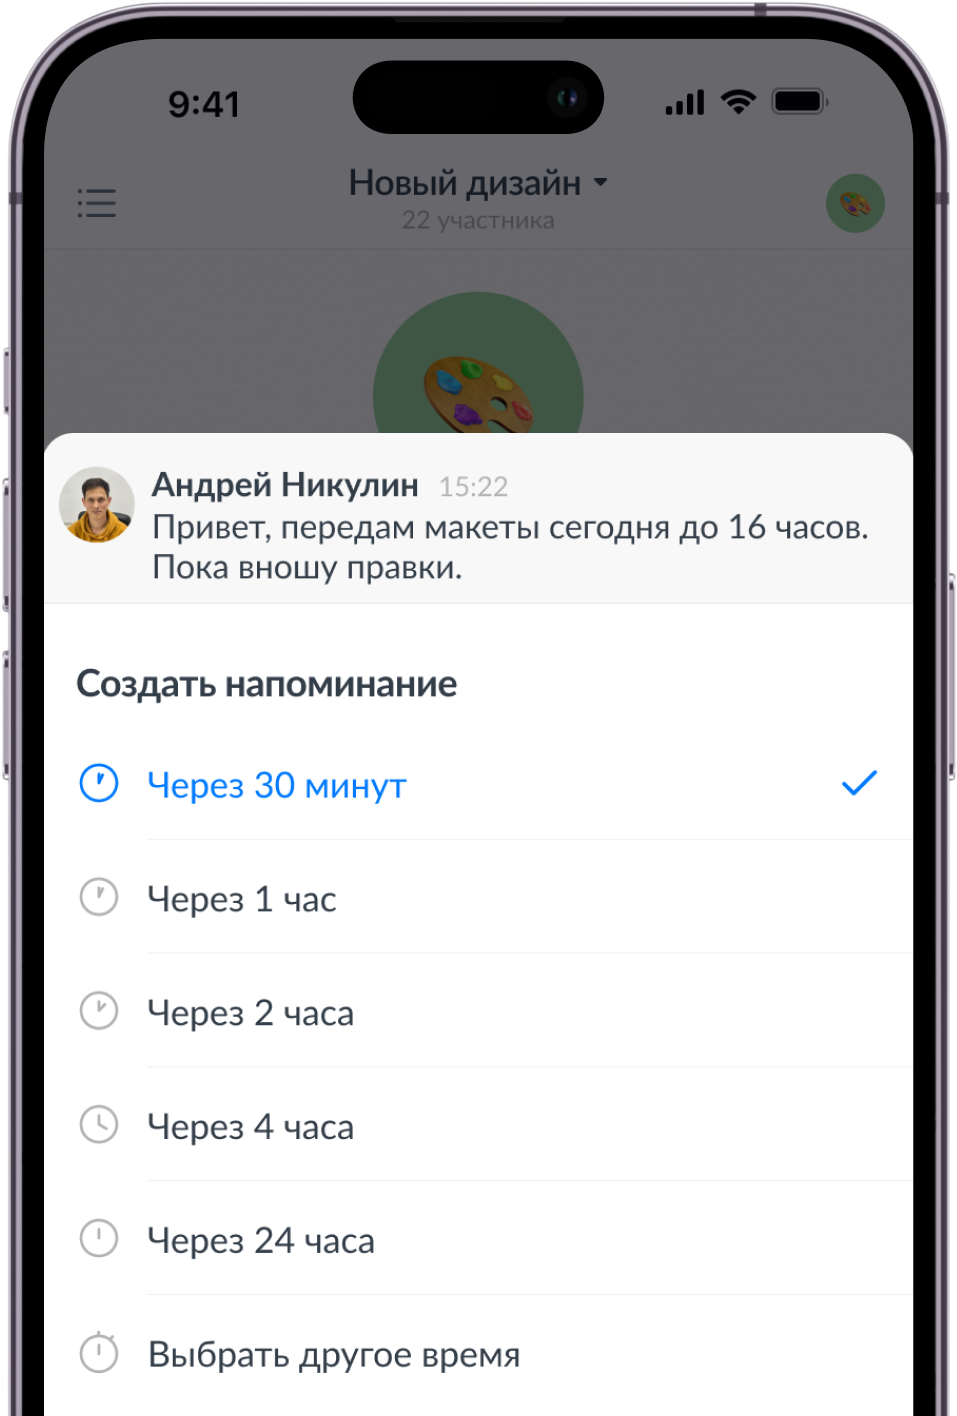 9:41
Новый дизайн
22 участника
Андрей Никулин 15:22
Привет, передам макеты сегодня до 16 часов.
Пока вношу правки.
Создать напоминание
Через 30 минут
Через 1 час
Через 2 часа
Через 4 часа
Через 24 часа
Выбрать другое время